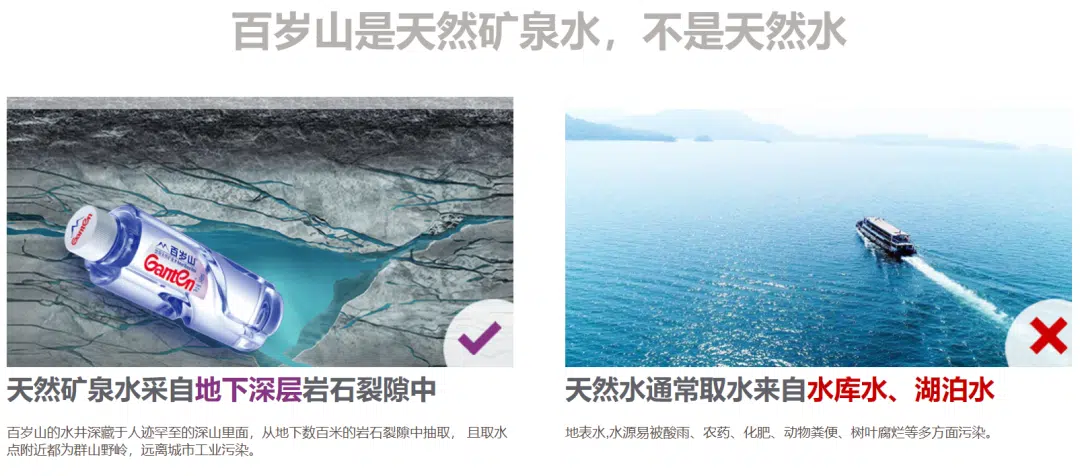 百岁山是天然矿泉水，不是天然水
百岁山
Ganten
Ganten
天然矿泉水采自地下深层岩石裂隙中
百岁山的水井深藏于人迹罕至的深山里面，从地下数百米的岩石裂隙中抽取， 且取水
点附近都为群山野岭，远离城市工业污染。
天然水通常取水来自水库水、湖泊水
地表水,水源易被酸雨、农药、化肥、动物粪便、树叶腐烂等多方面污染。